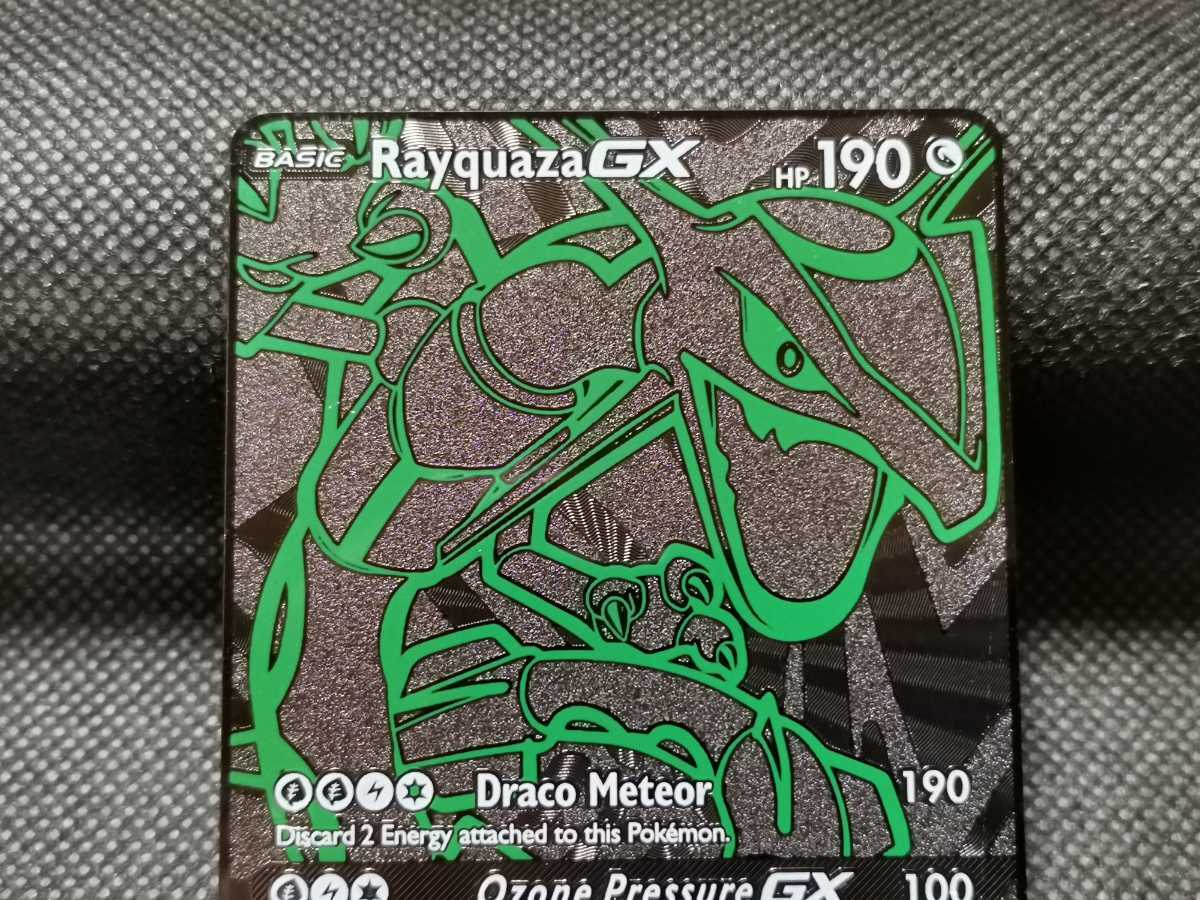 BASIC RayquazaGX HP 190
Draco Meteor 190
Discard 2 Energy attached to this Pokémon.
Ozone Pressure GX 100